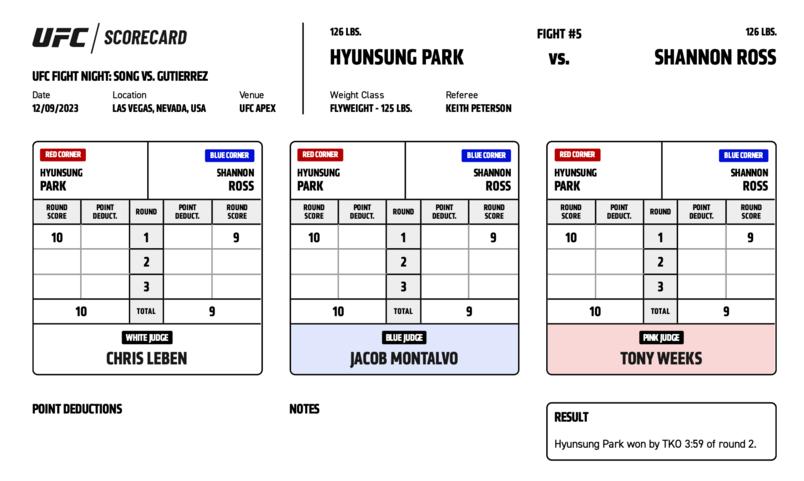 UFC / SCORECARD
UFC FIGHT NIGHT: SONG VS. GUTIERREZ
Date Location Venue
12/09/2023 LAS VEGAS, NEVADA, USA UFC APEX
126 LBS. FIGHT #5 126 LBS.
HYUNSUNG PARK vs. SHANNON ROSS
Weight Class Referee
FLYWEIGHT - 125 LBS. KEITH PETERSON
RED CORNER BLUE CORNER
HYUNSUNG SHANNON
PARK ROSS
ROUND SCORE POINT DEDUCT. ROUND POINT DEDUCT. ROUND SCORE
10 1 9
2
3
10 TOTAL 9
WHITE JUDGE
CHRIS LEBEN
RED CORNER BLUE CORNER
HYUNSUNG SHANNON
PARK ROSS
ROUND SCORE POINT DEDUCT. ROUND POINT DEDUCT. ROUND SCORE
10 1 9
2
3
10 TOTAL 9
BLUE JUDGE
JACOB MONTALVO
RED CORNER BLUE CORNER
HYUNSUNG SHANNON
PARK ROSS
ROUND SCORE POINT DEDUCT. ROUND POINT DEDUCT. ROUND SCORE
10 1 9
2
3
10 TOTAL 9
PINK JUDGE
TONY WEEKS
POINT DEDUCTIONS
NOTES
RESULT
Hyunsung Park won by TKO 3:59 of round 2.